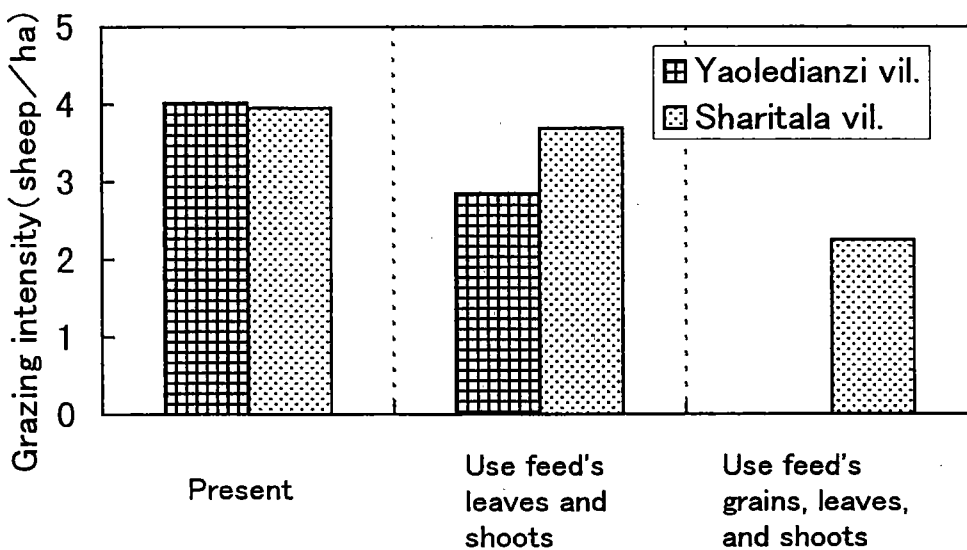 Grazing intensity(sheep/ha)
5
4
3
2
1
0
Yaoledianzi vil.
Sharitala vil.
Present
Use feed's
leaves and
shoots
Use feed's
grains, leaves,
and shoots